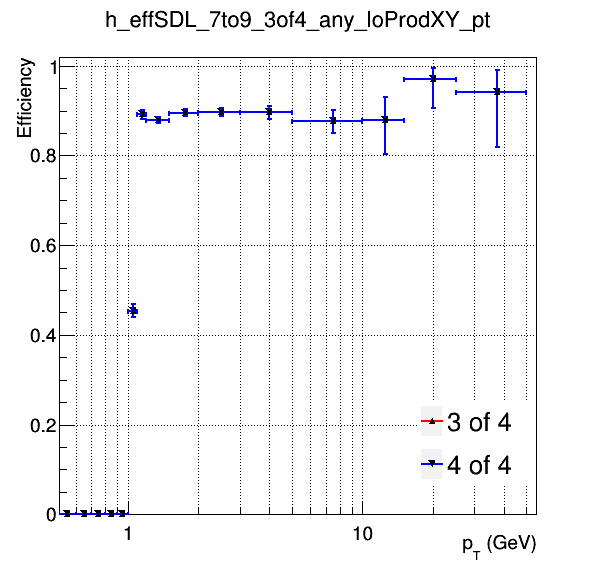 h_effSDL_7to9_3of4_any_loProdXY_pt
Efficiency
1
0.8
0.6
0.4
0.2
0
3 of 4
4 of 4
1
10
p_T (GeV)